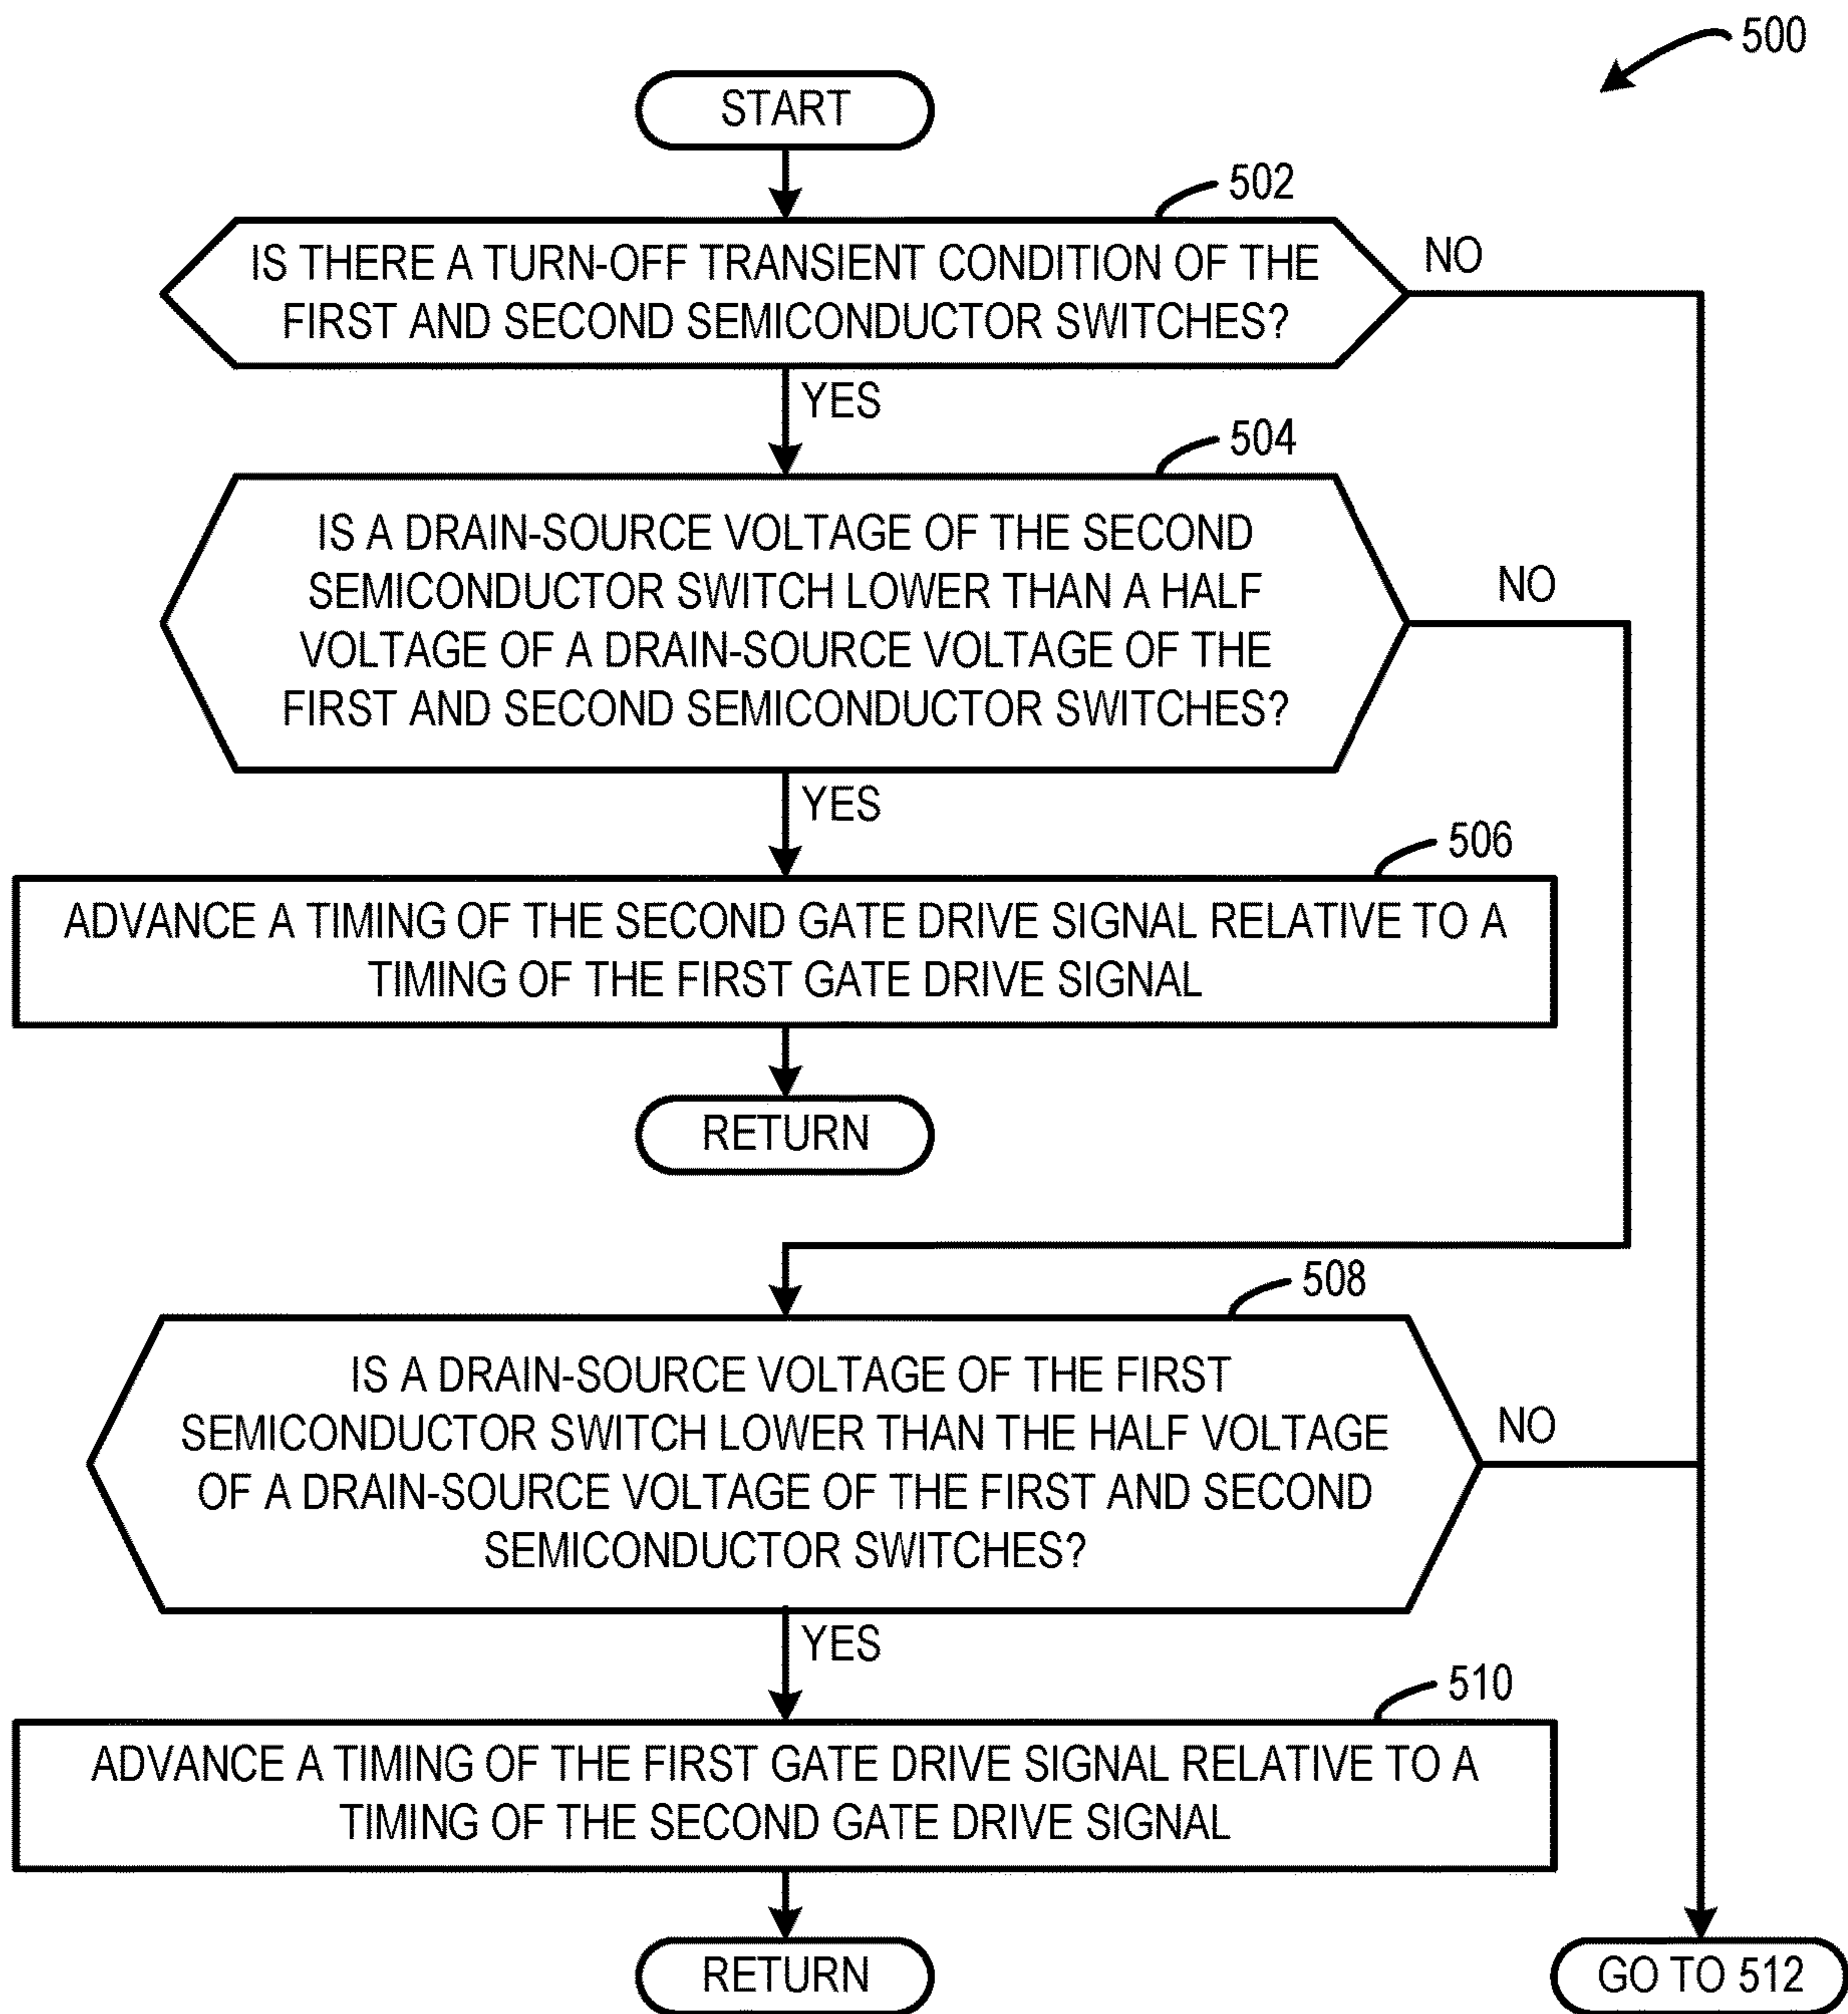 500
START
502
IS THERE A TURN-OFF TRANSIENT CONDITION OF THE
FIRST AND SECOND SEMICONDUCTOR SWITCHES?
NO
YES
504
IS A DRAIN-SOURCE VOLTAGE OF THE SECOND
SEMICONDUCTOR SWITCH LOWER THAN A HALF
VOLTAGE OF A DRAIN-SOURCE VOLTAGE OF THE
FIRST AND SECOND SEMICONDUCTOR SWITCHES?
NO
YES
506
ADVANCE A TIMING OF THE SECOND GATE DRIVE SIGNAL RELATIVE TO A
TIMING OF THE FIRST GATE DRIVE SIGNAL
RETURN
508
IS A DRAIN-SOURCE VOLTAGE OF THE FIRST
SEMICONDUCTOR SWITCH LOWER THAN THE HALF VOLTAGE
OF A DRAIN-SOURCE VOLTAGE OF THE FIRST AND SECOND
SEMICONDUCTOR SWITCHES?
NO
YES
510
ADVANCE A TIMING OF THE FIRST GATE DRIVE SIGNAL RELATIVE TO A
TIMING OF THE SECOND GATE DRIVE SIGNAL
RETURN
GO TO 512